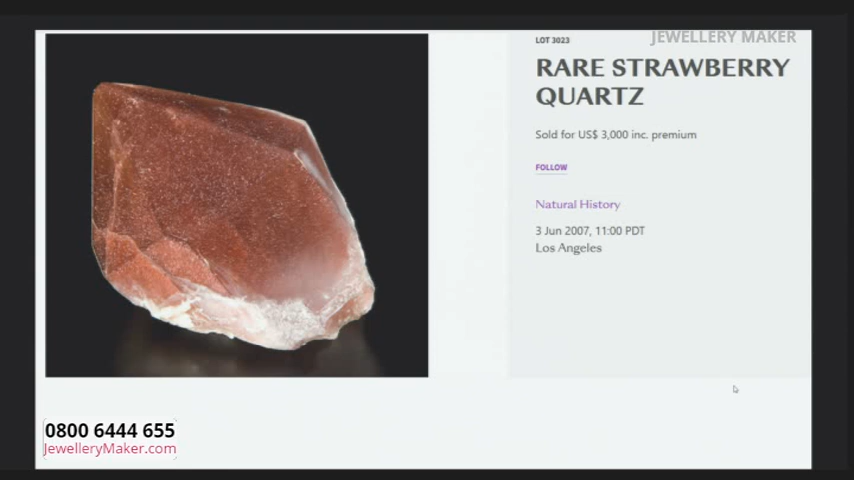 JEWELLERY MAKER
LOT 3023
RARE STRAWBERRY
QUARTZ
Sold for US$ 3,000 inc. premium
FOLLOW
Natural History
3 Jun 2007, 11:00 PDT
Los Angeles
0800 6444 655
JewelleryMaker.com